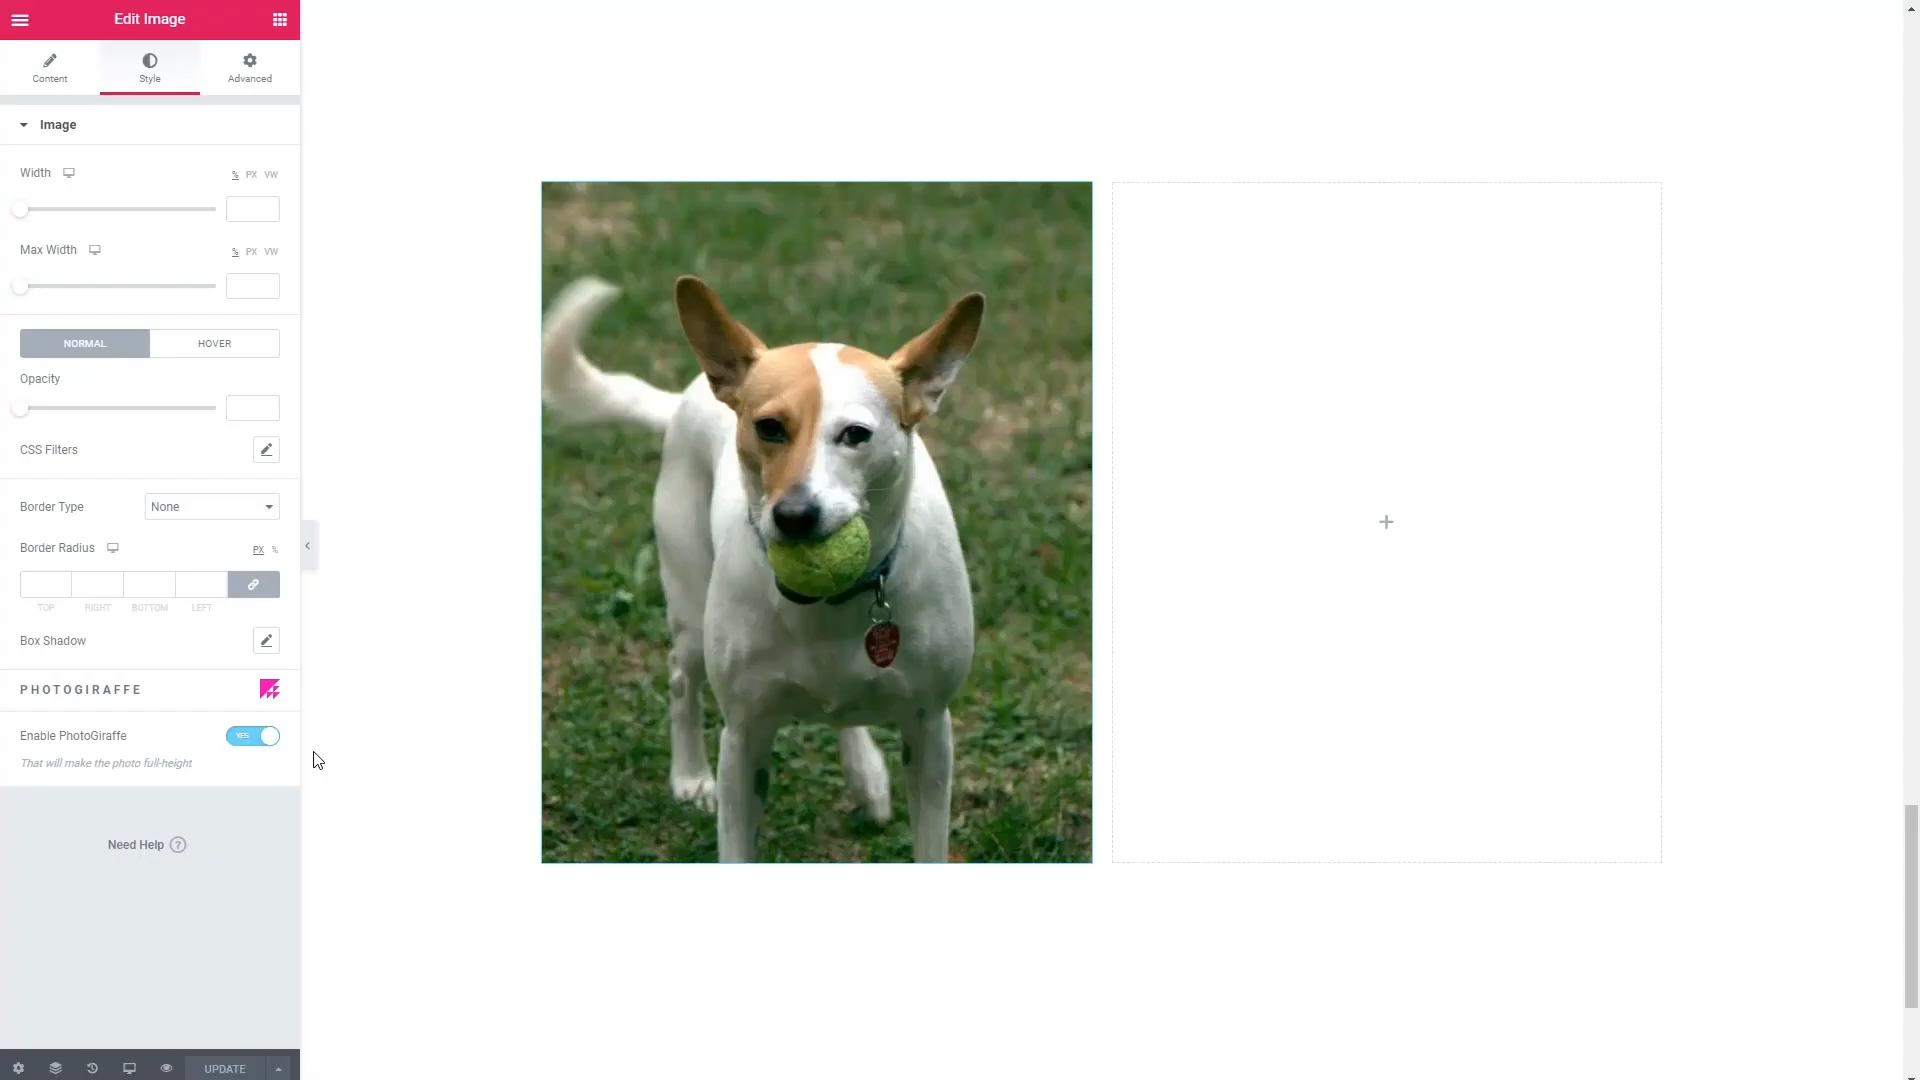 Edit Image
Content
Style
Advanced
Image
Width
% PX VW
Max Width
% PX VW
NORMAL
HOVER
Opacity
CSS Filters
Border Type
None
Border Radius
PX %
TOP
RIGHT
BOTTOM
LEFT
Box Shadow
PHOTOGIRAFFE
Enable PhotoGiraffe
YES
That will make the photo full-height
Need Help ?
UPDATE